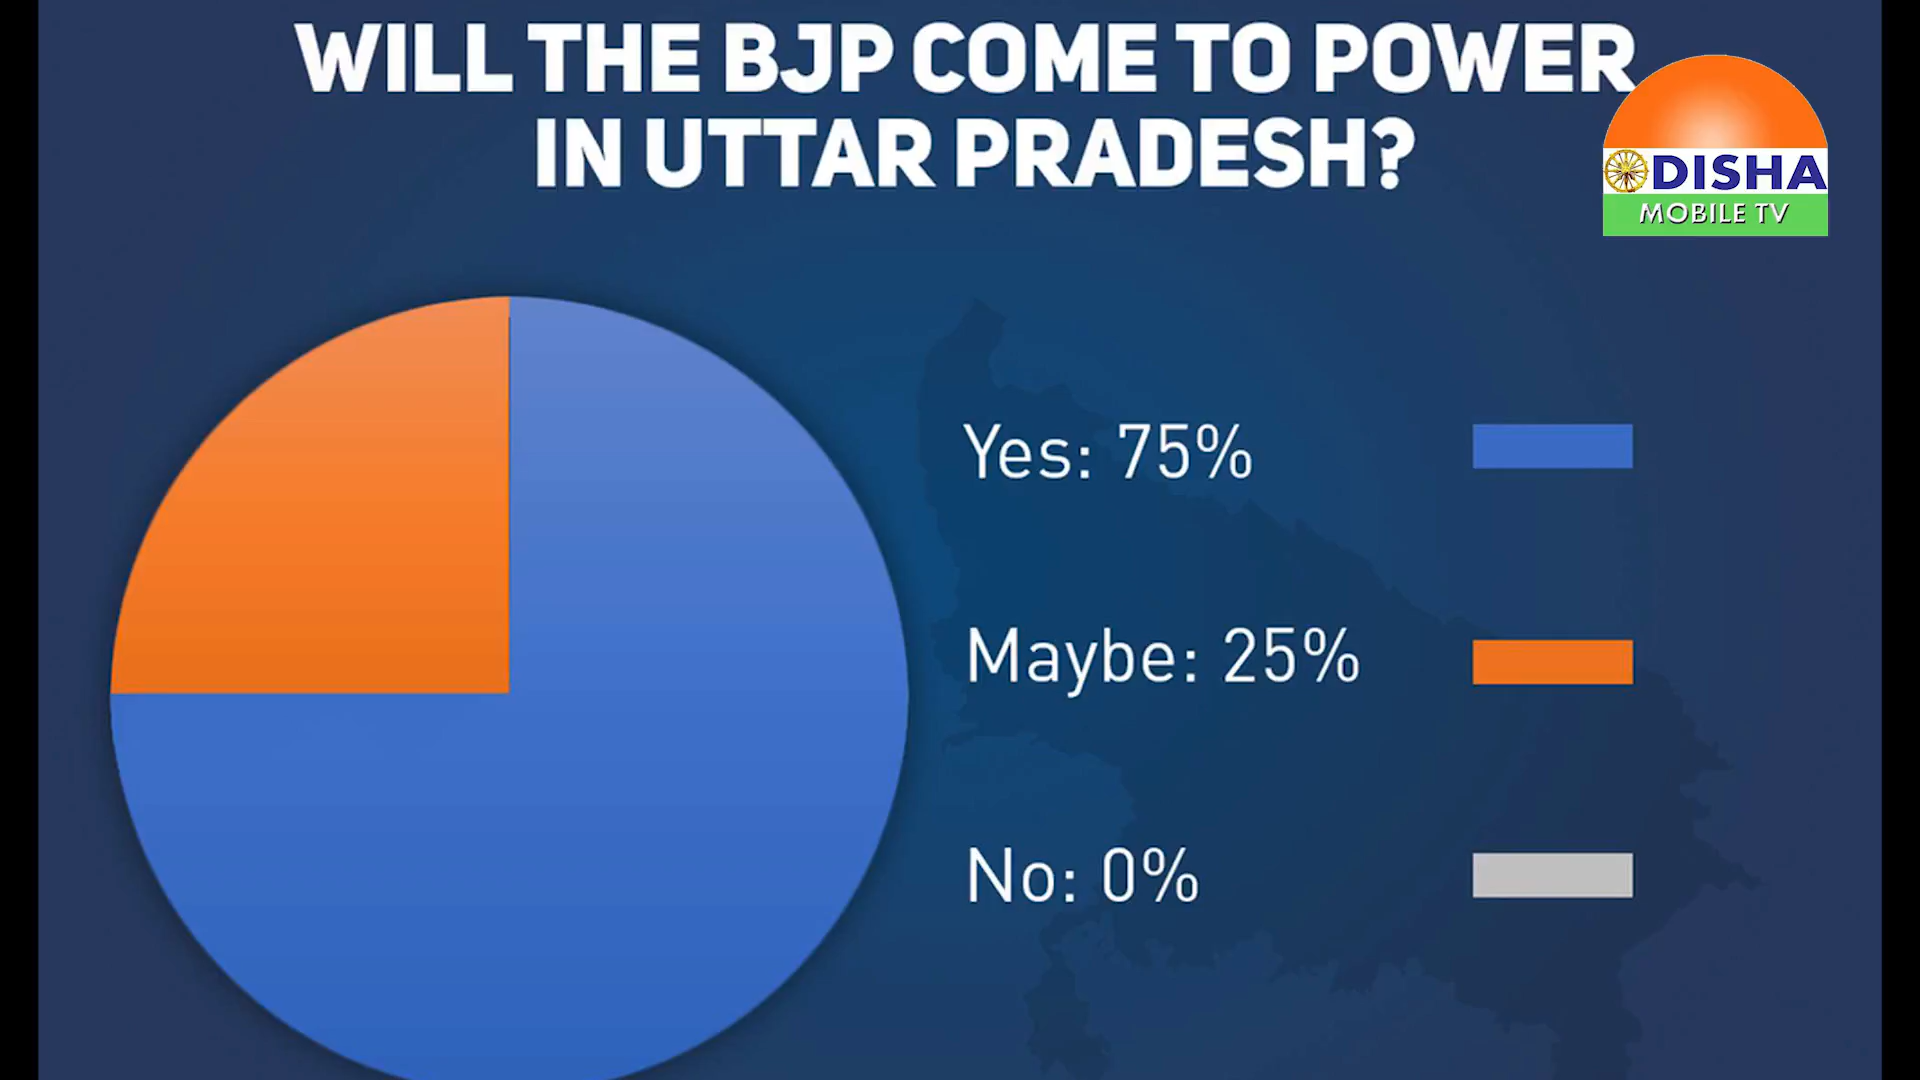 WILL THE BJP COME TO POWER
IN UTTAR PRADESH?
DISHA
MOBILE TV
Yes: 75%
Maybe: 25%
No: 0%